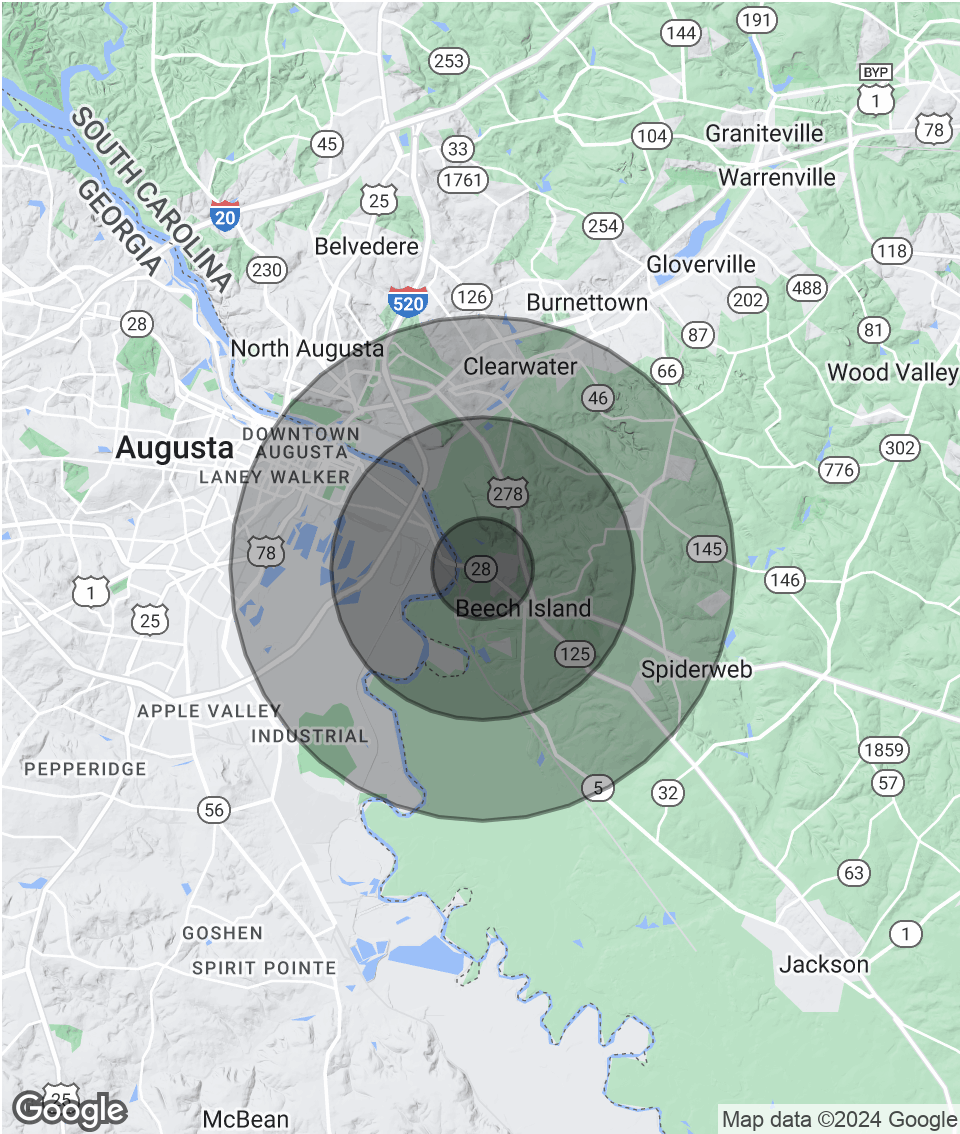 191
144
253
BYP
1
78
45
33
104
Graniteville
1761
Warrenville
25
SOUTH CAROLINA
GEORGIA
20
254
Belvedere
118
230
Gloverville
488
126
202
520
Burnettown
28
81
87
North Augusta
Clearwater
66
Wood Valley
46
DOWNTOWN
AUGUSTA
Augusta
302
LANEY WALKER
776
278
78
145
28
146
1
Beech Island
25
125
Spiderweb
APPLE VALLEY
INDUSTRIAL
1859
PEPPERIDGE
57
5
32
56
63
GOSHEN
1
SPIRIT POINTE
Jackson
25
Google
McBean
Map data ©2024 Google